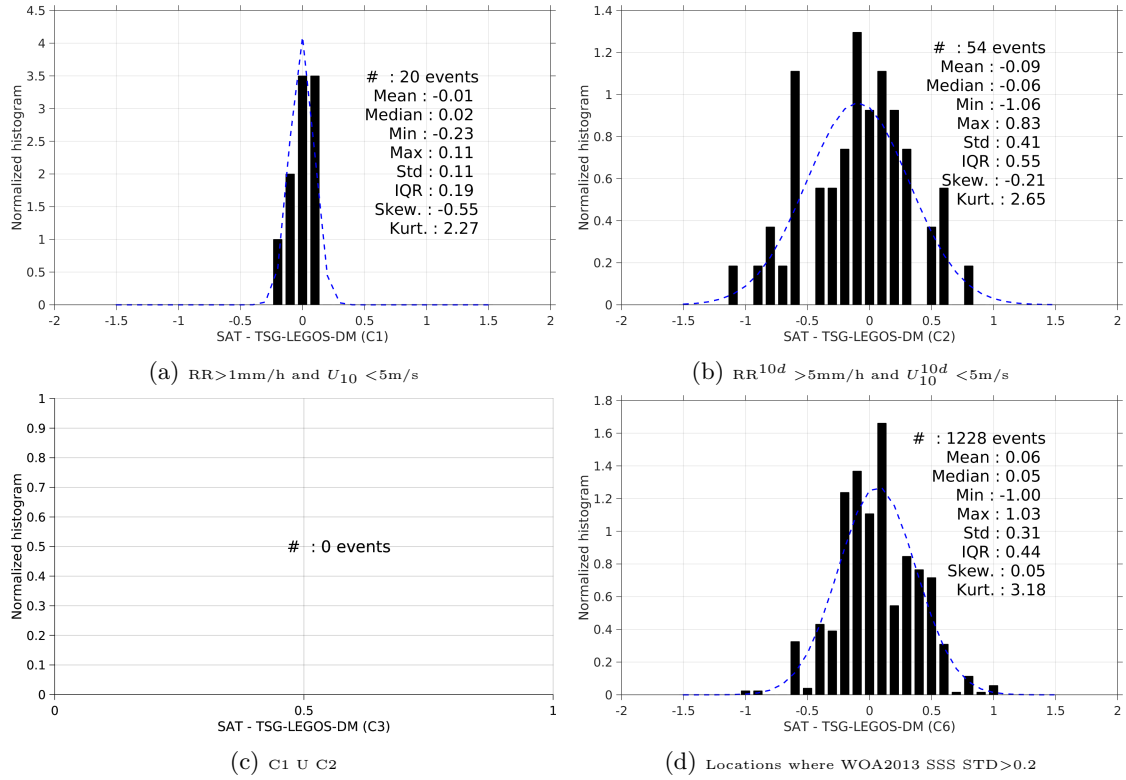 4.5
4
3.5
3
2.5
2
1.5
1
0.5
0
Normalized histogram
# : 20 events
Mean : -0.01
Median : 0.02
Min : -0.23
Max : 0.11
Std : 0.11
IQR : 0.19
Skew. : -0.55
Kurt. : 2.27
-2 -1.5 -1 -0.5 0 0.5 1 1.5 2
SAT - TSG-LEGOS-DM (C1)
(a) RR>1mm/h and U10 <5m/s
1.4
1.2
1
0.8
0.6
0.4
0.2
0
Normalized histogram
# : 54 events
Mean : -0.09
Median : -0.06
Min : -1.06
Max : 0.83
Std : 0.41
IQR : 0.55
Skew. : -0.21
Kurt. : 2.65
-2 -1.5 -1 -0.5 0 0.5 1 1.5 2
SAT - TSG-LEGOS-DM (C2)
(b) RR^10d >5mm/h and U10^10d <5m/s
1
0.9
0.8
0.7
0.6
0.5
0.4
0.3
0.2
0.1
0
Normalized histogram
# : 0 events
0 0.5 1
SAT - TSG-LEGOS-DM (C3)
(c) C1 U C2
1.8
1.6
1.4
1.2
1
0.8
0.6
0.4
0.2
0
Normalized histogram
# : 1228 events
Mean : 0.06
Median : 0.05
Min : -1.00
Max : 1.03
Std : 0.31
IQR : 0.44
Skew. : 0.05
Kurt. : 3.18
-2 -1.5 -1 -0.5 0 0.5 1 1.5 2
SAT - TSG-LEGOS-DM (C6)
(d) Locations where WOA2013 SSS STD>0.2